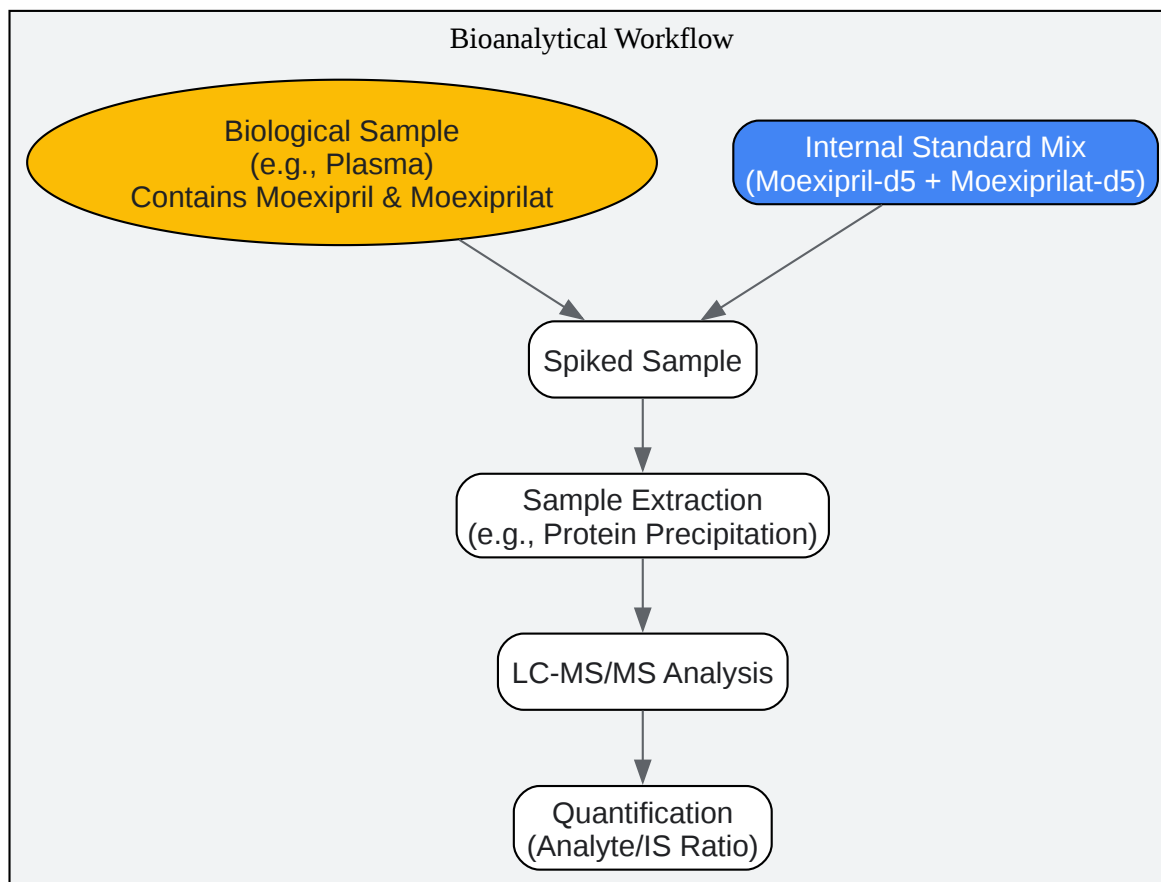 Bioanalytical Workflow
Biological Sample
(e.g., Plasma)
Contains Moexipril & Moexiprilat
Internal Standard Mix
(Moexipril-d5 + Moexiprilat-d5)
Spiked Sample
Sample Extraction
(e.g., Protein Precipitation)
LC-MS/MS Analysis
Quantification
(Analyte/IS Ratio)